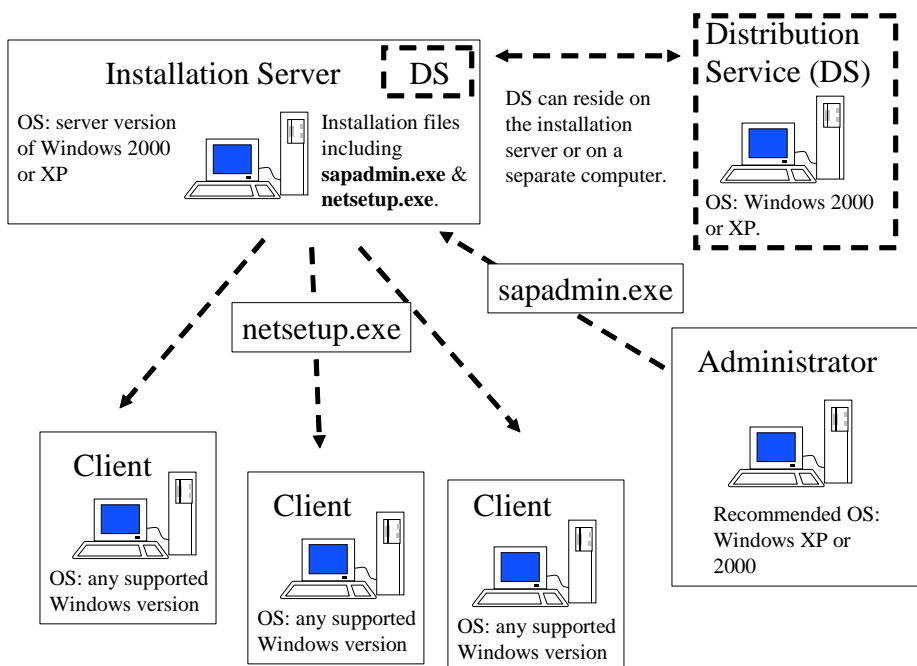 Installation Server
DS
OS: server version
of Windows 2000
or XP
Installation files
including
sapadmin.exe &
netsetup.exe.
DS can reside on
the installation
server or on a
separate computer.
Distribution
Service (DS)
OS: Windows 2000
or XP.
sapadmin.exe
netsetup.exe
Administrator
Recommended OS:
Windows XP or
2000
Client
OS: any supported
Windows version
Client
OS: any supported
Windows version
Client
OS: any supported
Windows version